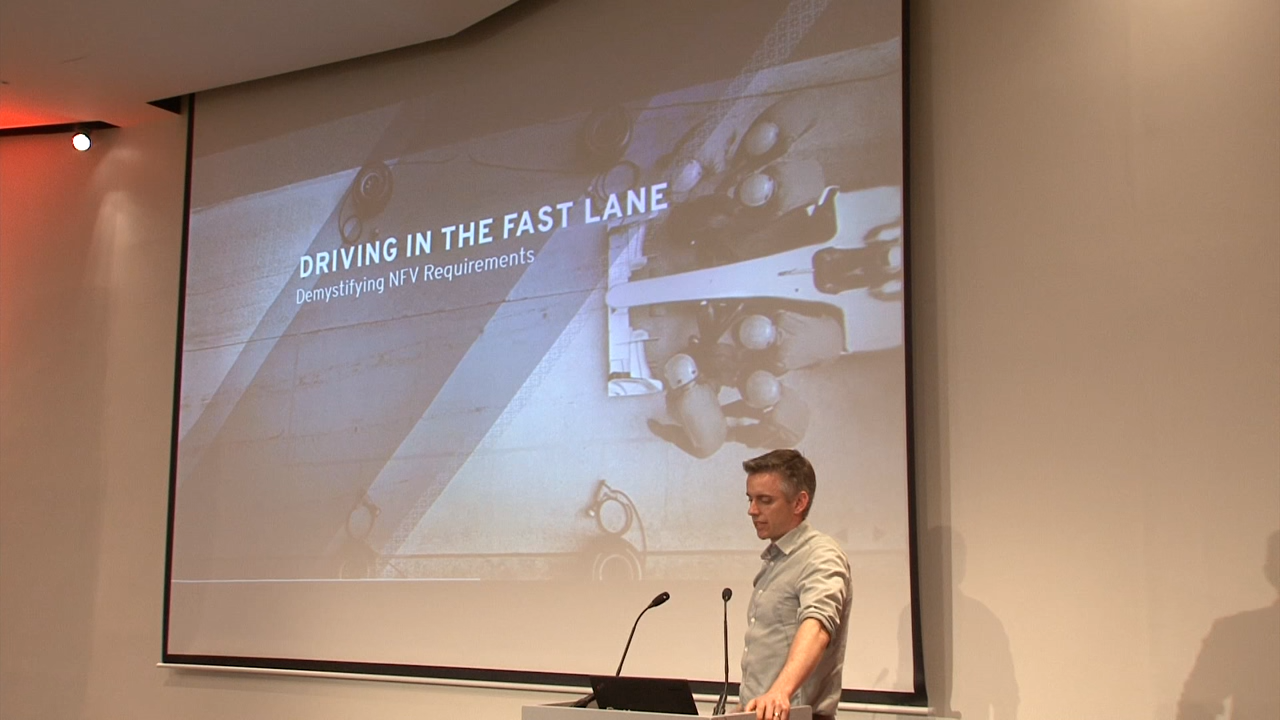 DRIVING IN THE FAST LANE
Demystifying NFV Requirements